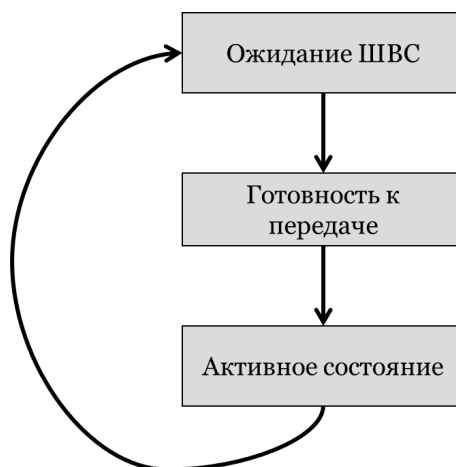 Ожидание ШВС
Готовность к
передаче
Активное состояние